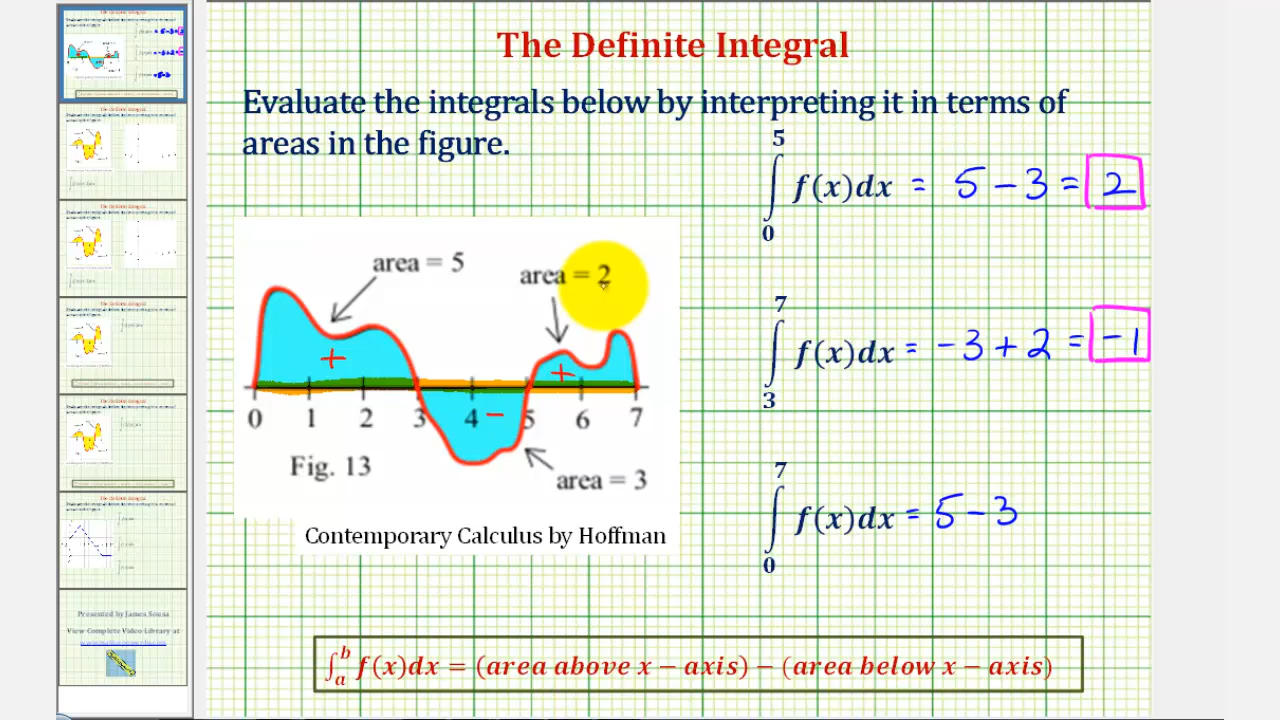 The Definite Integral
Evaluate the integrals below by interpreting it in terms of
areas in the figure.
area = 5
area = 2
+
+
0 1 2 3 4 − 5 6 7
Fig. 13
area = 3
Contemporary Calculus by Hoffman
5
∫ f(x)dx = 5 − 3 = 2
0
7
∫ f(x)dx = −3 + 2 = −1
3
7
∫ f(x)dx = 5 − 3
0
∫_a^b f(x)dx = (area above x − axis) − (area below x − axis)
Presented by James Sousa
View Complete Video Library at